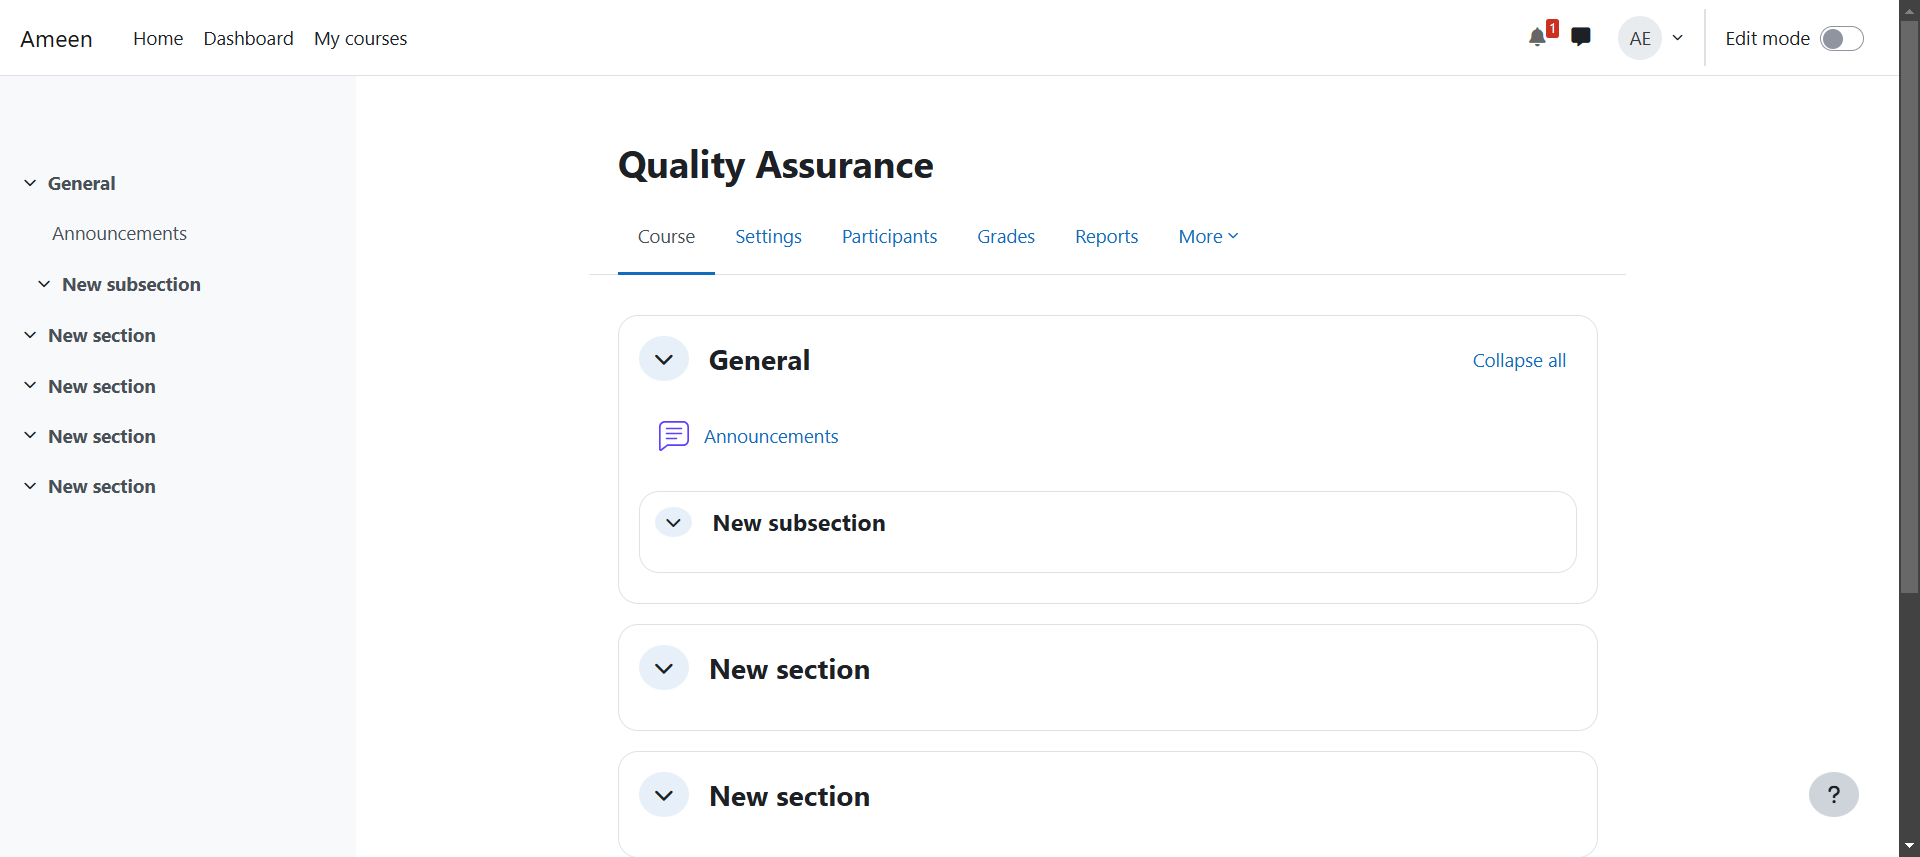 Ameen Home Dashboard My courses 1 AE Edit mode
General
Announcements
New subsection
New section
New section
New section
New section
Quality Assurance
Course Settings Participants Grades Reports More
General Collapse all
Announcements
New subsection
New section
New section
?